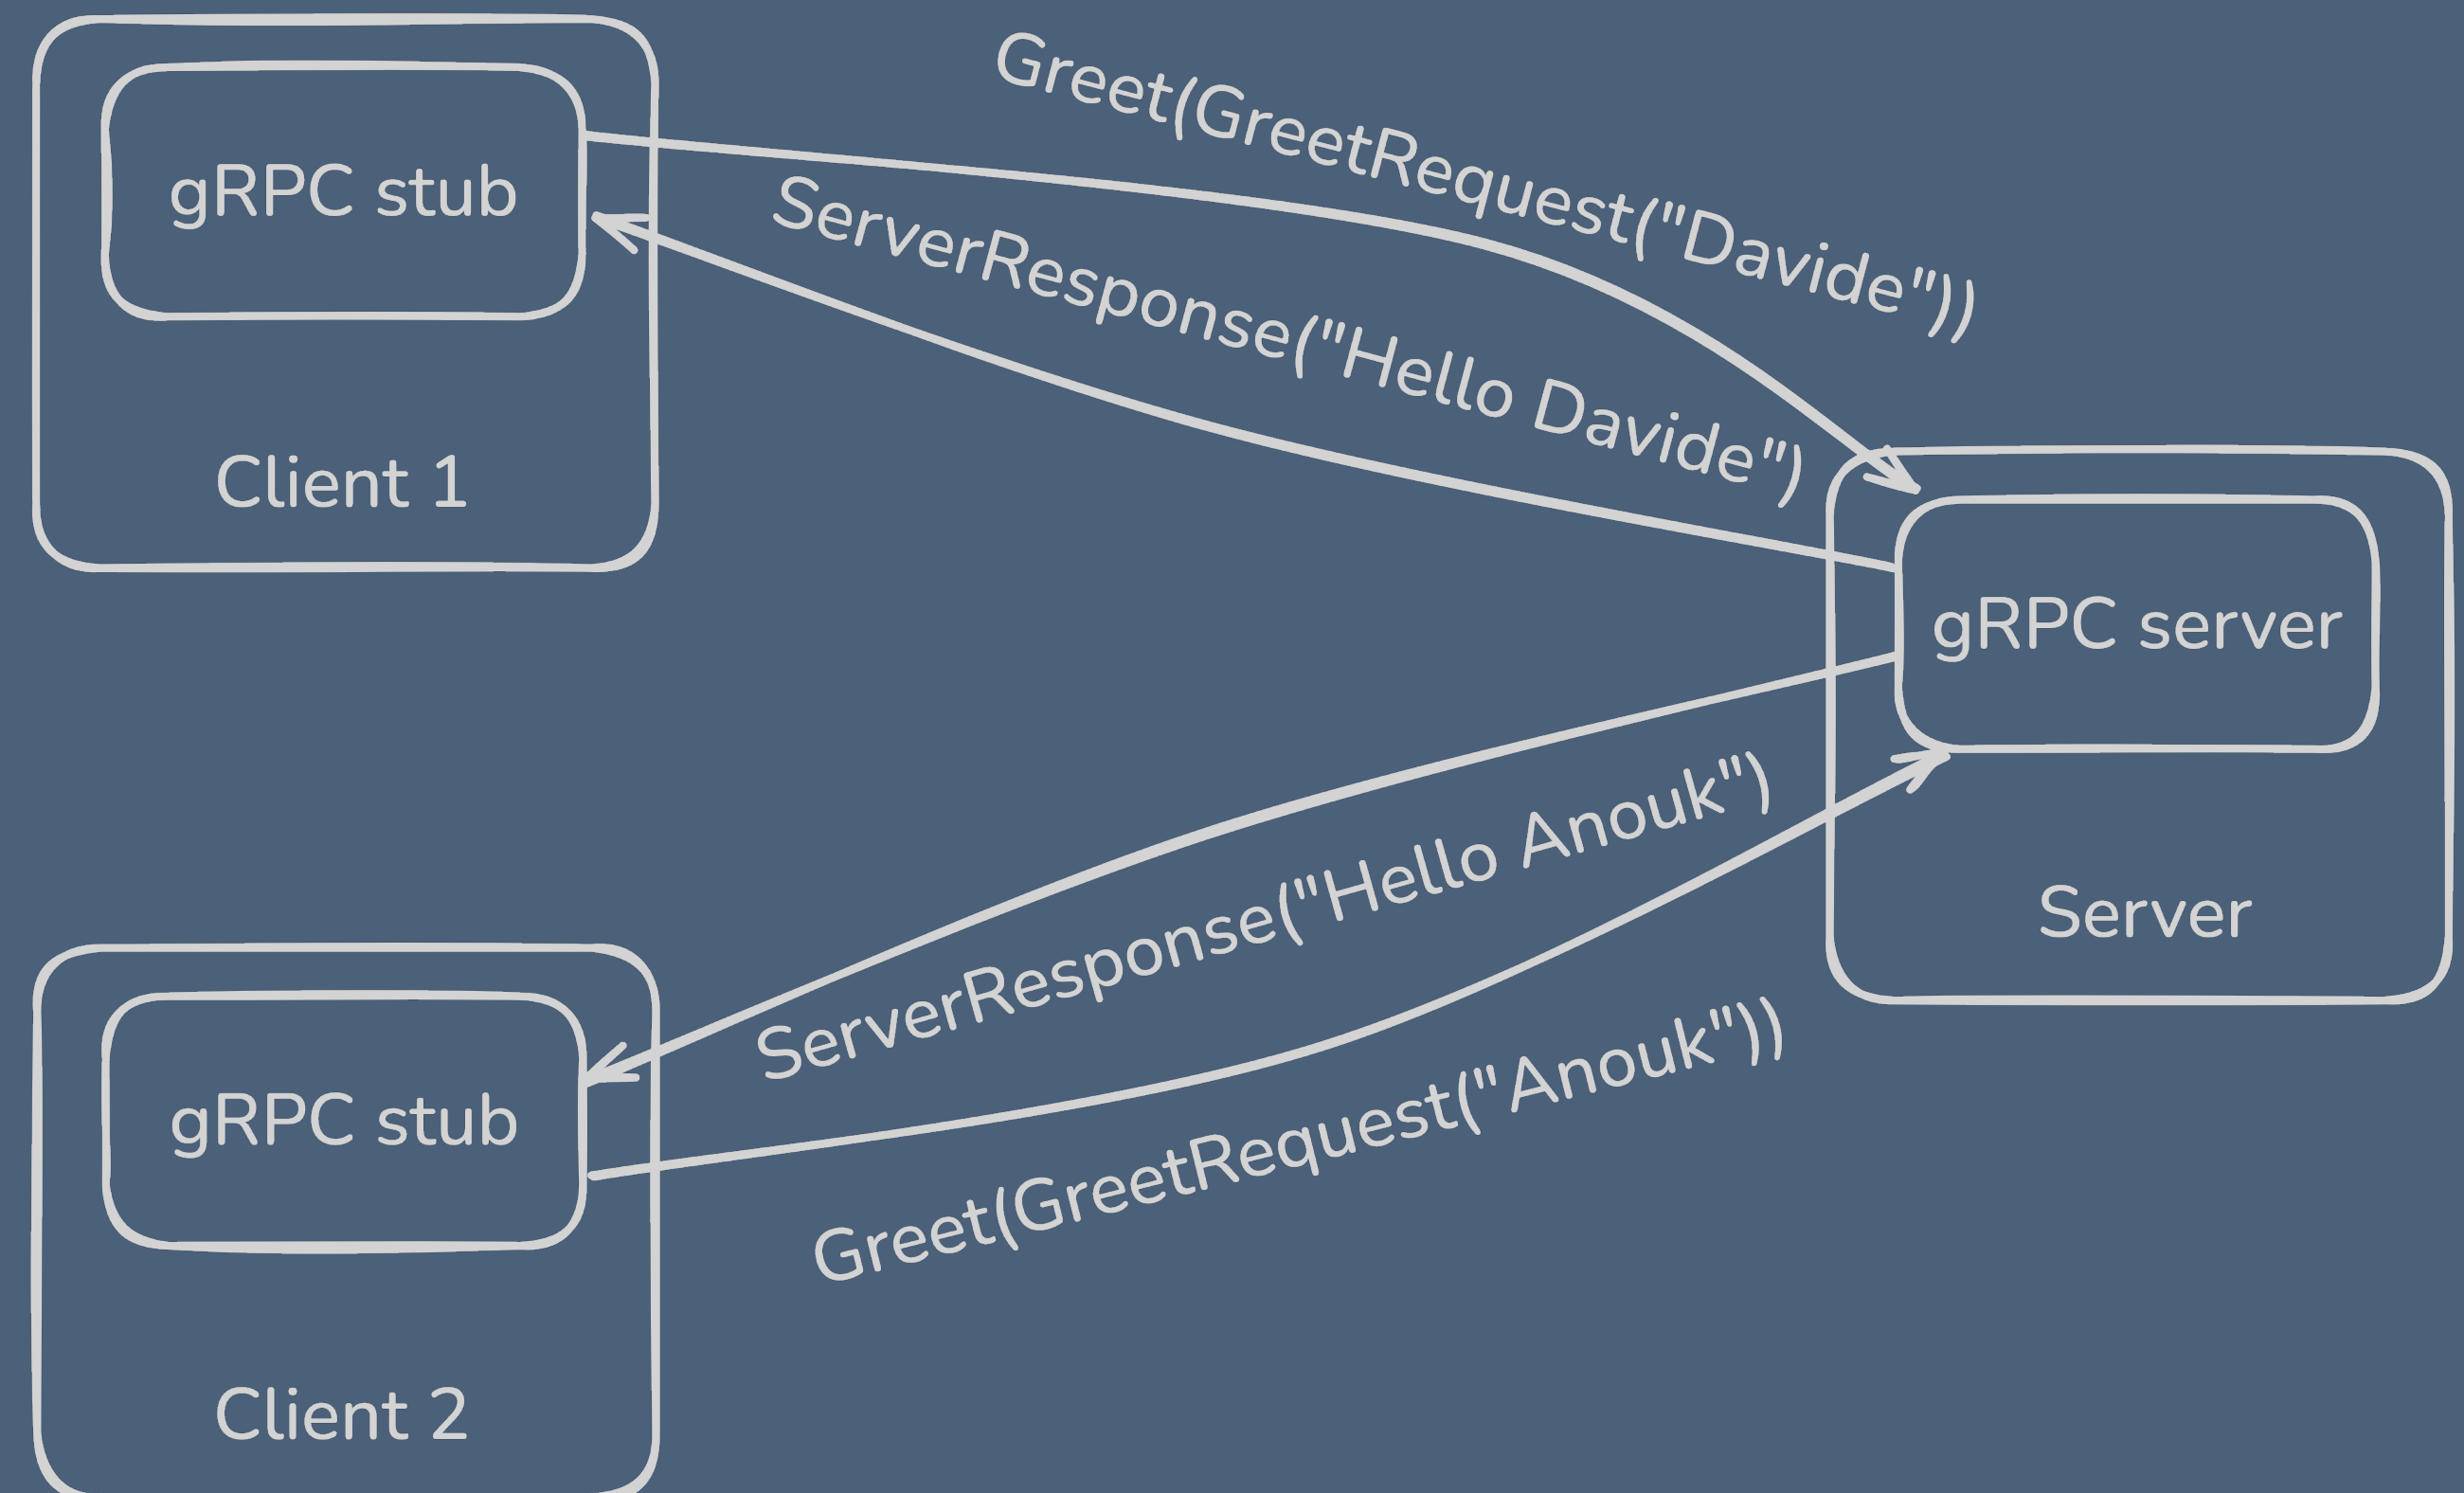 Greet(GreetRequest("Davide"))
gRPC stub
ServerResponse("Hello Davide")
Client 1
gRPC server
ServerResponse("Hello Anouk")
Server
gRPC stub
Greet(GreetRequest("Anouk"))
Client 2